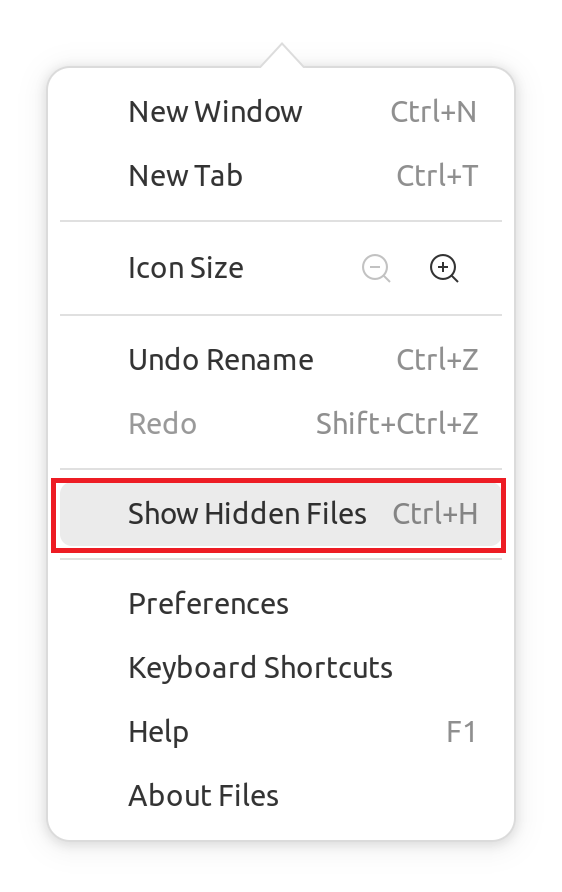 New Window Ctrl+N
New Tab Ctrl+T
Icon Size
Undo Rename Ctrl+Z
Redo Shift+Ctrl+Z
Show Hidden Files Ctrl+H
Preferences
Keyboard Shortcuts
Help F1
About Files